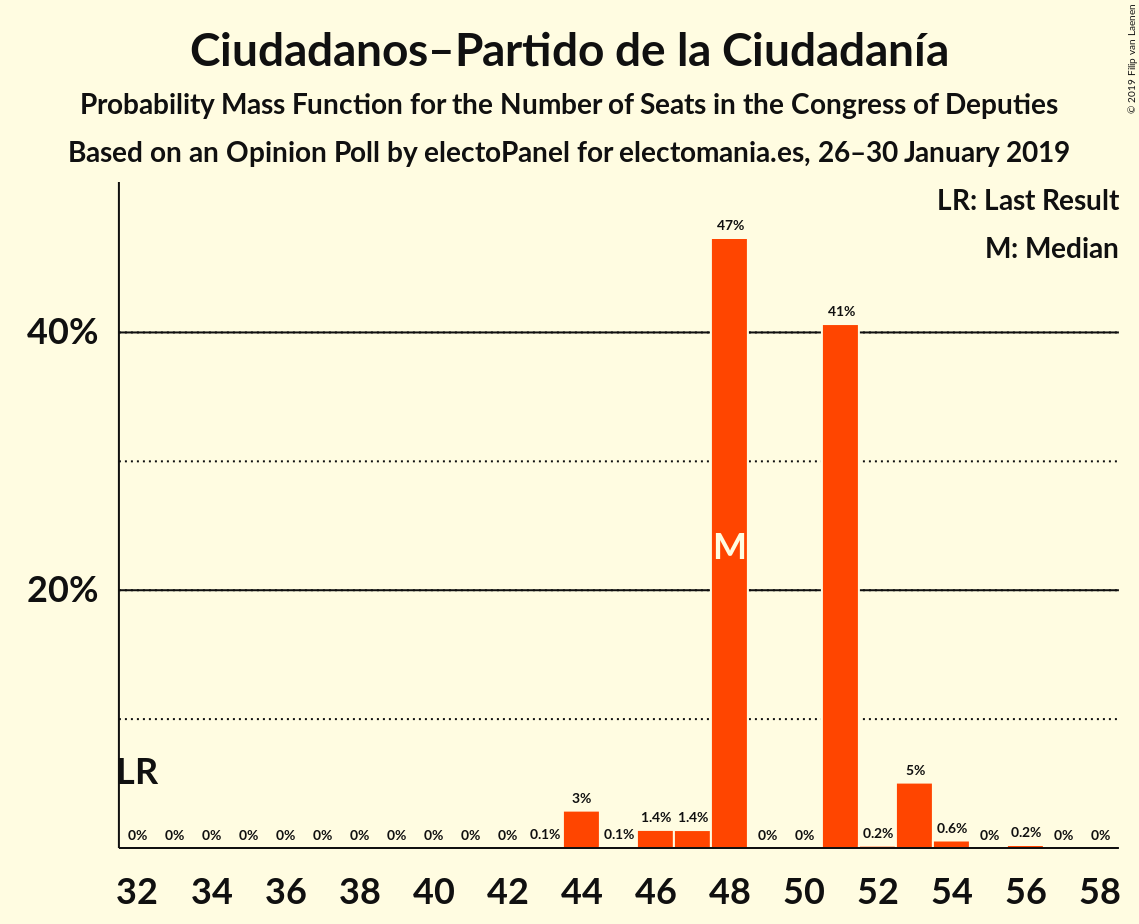 Ciudadanos–Partido de la Ciudadanía
Probability Mass Function for the Number of Seats in the Congress of Deputies
Based on an Opinion Poll by electoPanel for electomania.es, 26–30 January 2019
© 2019 Filip van Laenen
LR: Last Result
M: Median
47%
41%
40%
M
20%
LR
5%
3%
1.4% 1.4%
0% 0% 0% 0% 0% 0% 0% 0% 0% 0% 0% 0.1% 0.1% 0% 0% 0.2% 0.6% 0% 0.2% 0% 0%
32 34 36 38 40 42 44 46 48 50 52 54 56 58